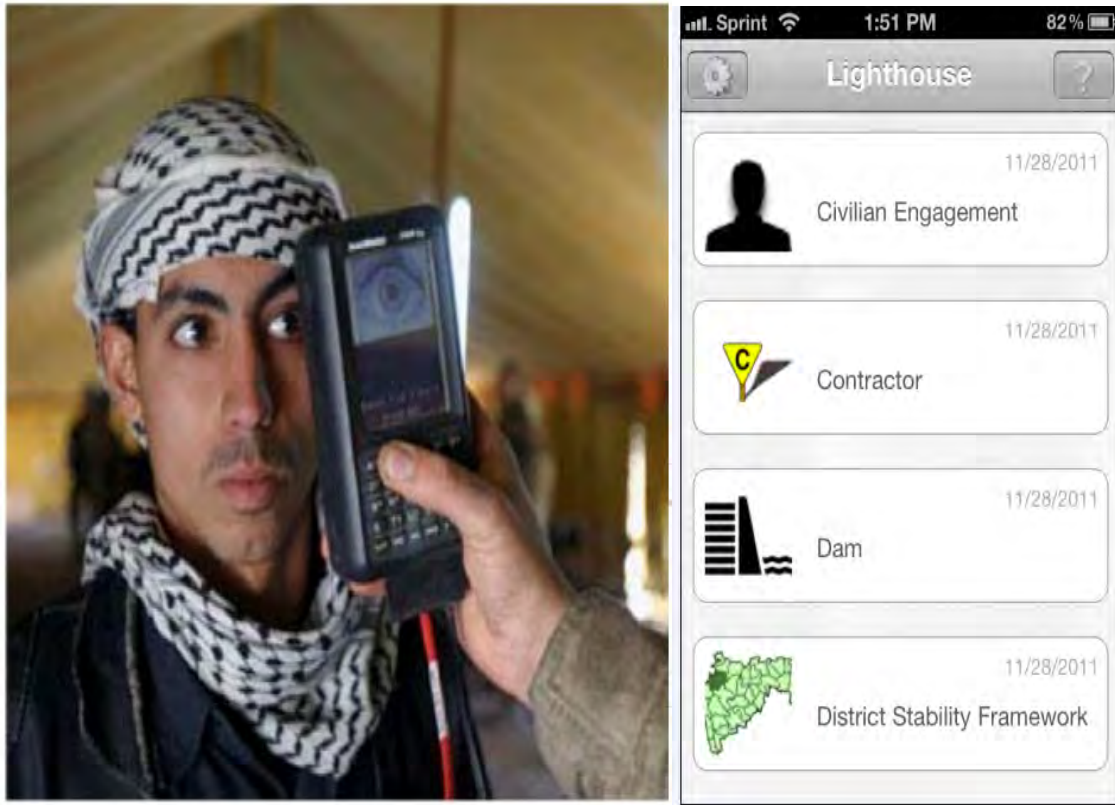 Sprint 1:51 PM 82%
Lighthouse ?
11/28/2011
Civilian Engagement
11/28/2011
C
Contractor
11/28/2011
Dam
11/28/2011
District Stability Framework